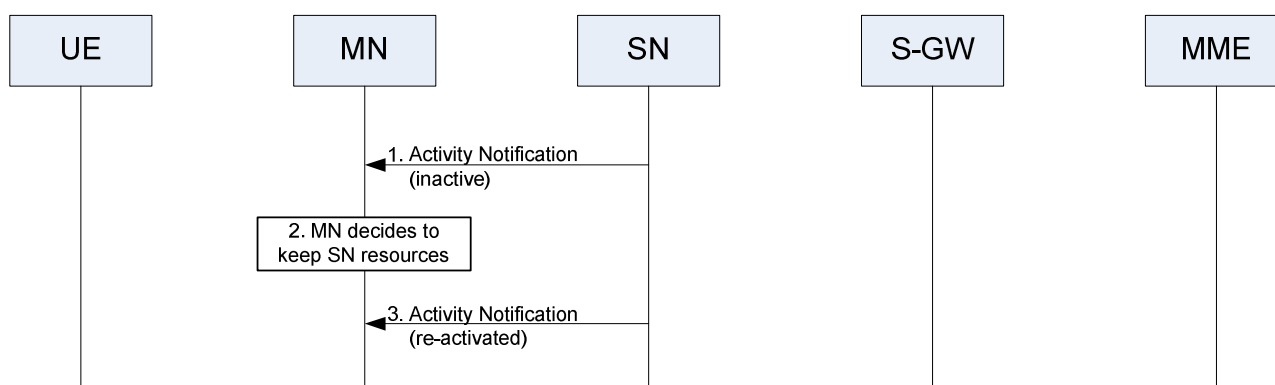 UE
MN
SN
S-GW
MME
1. Activity Notification
(inactive)
2. MN decides to
keep SN resources
3. Activity Notification
(re-activated)